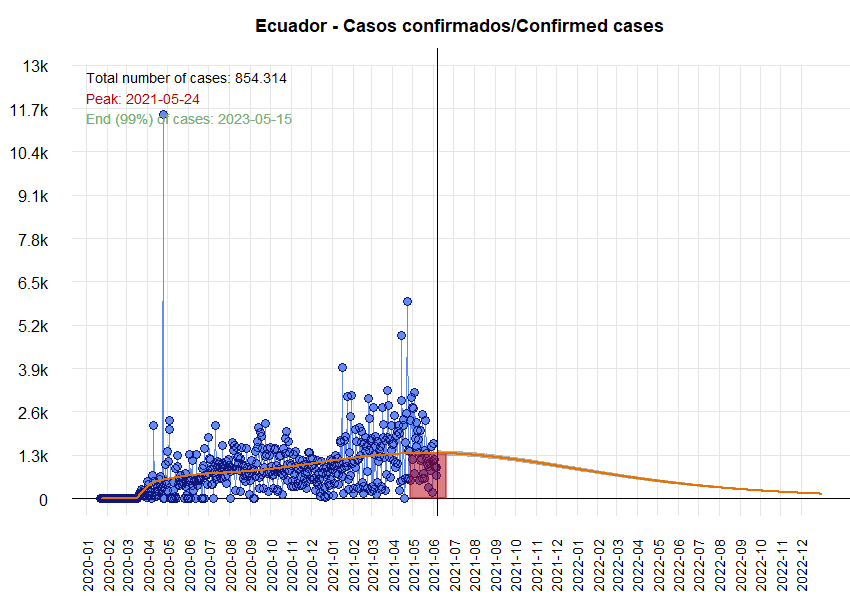 Ecuador - Casos confirmados/Confirmed cases
13k
Total number of cases: 854.314
Peak: 2021-05-24
11.7k
End (99%) of cases: 2023-05-15
10.4k
9.1k
7.8k
6.5k
5.2k
3.9k
2.6k
1.3k
0
2020-01
2020-02
2020-03
2020-04
2020-05
2020-06
2020-07
2020-08
2020-09
2020-10
2020-11
2020-12
2021-01
2021-02
2021-03
2021-04
2021-05
2021-06
2021-07
2021-08
2021-09
2021-10
2021-11
2021-12
2022-01
2022-02
2022-03
2022-04
2022-05
2022-06
2022-07
2022-08
2022-09
2022-10
2022-11
2022-12